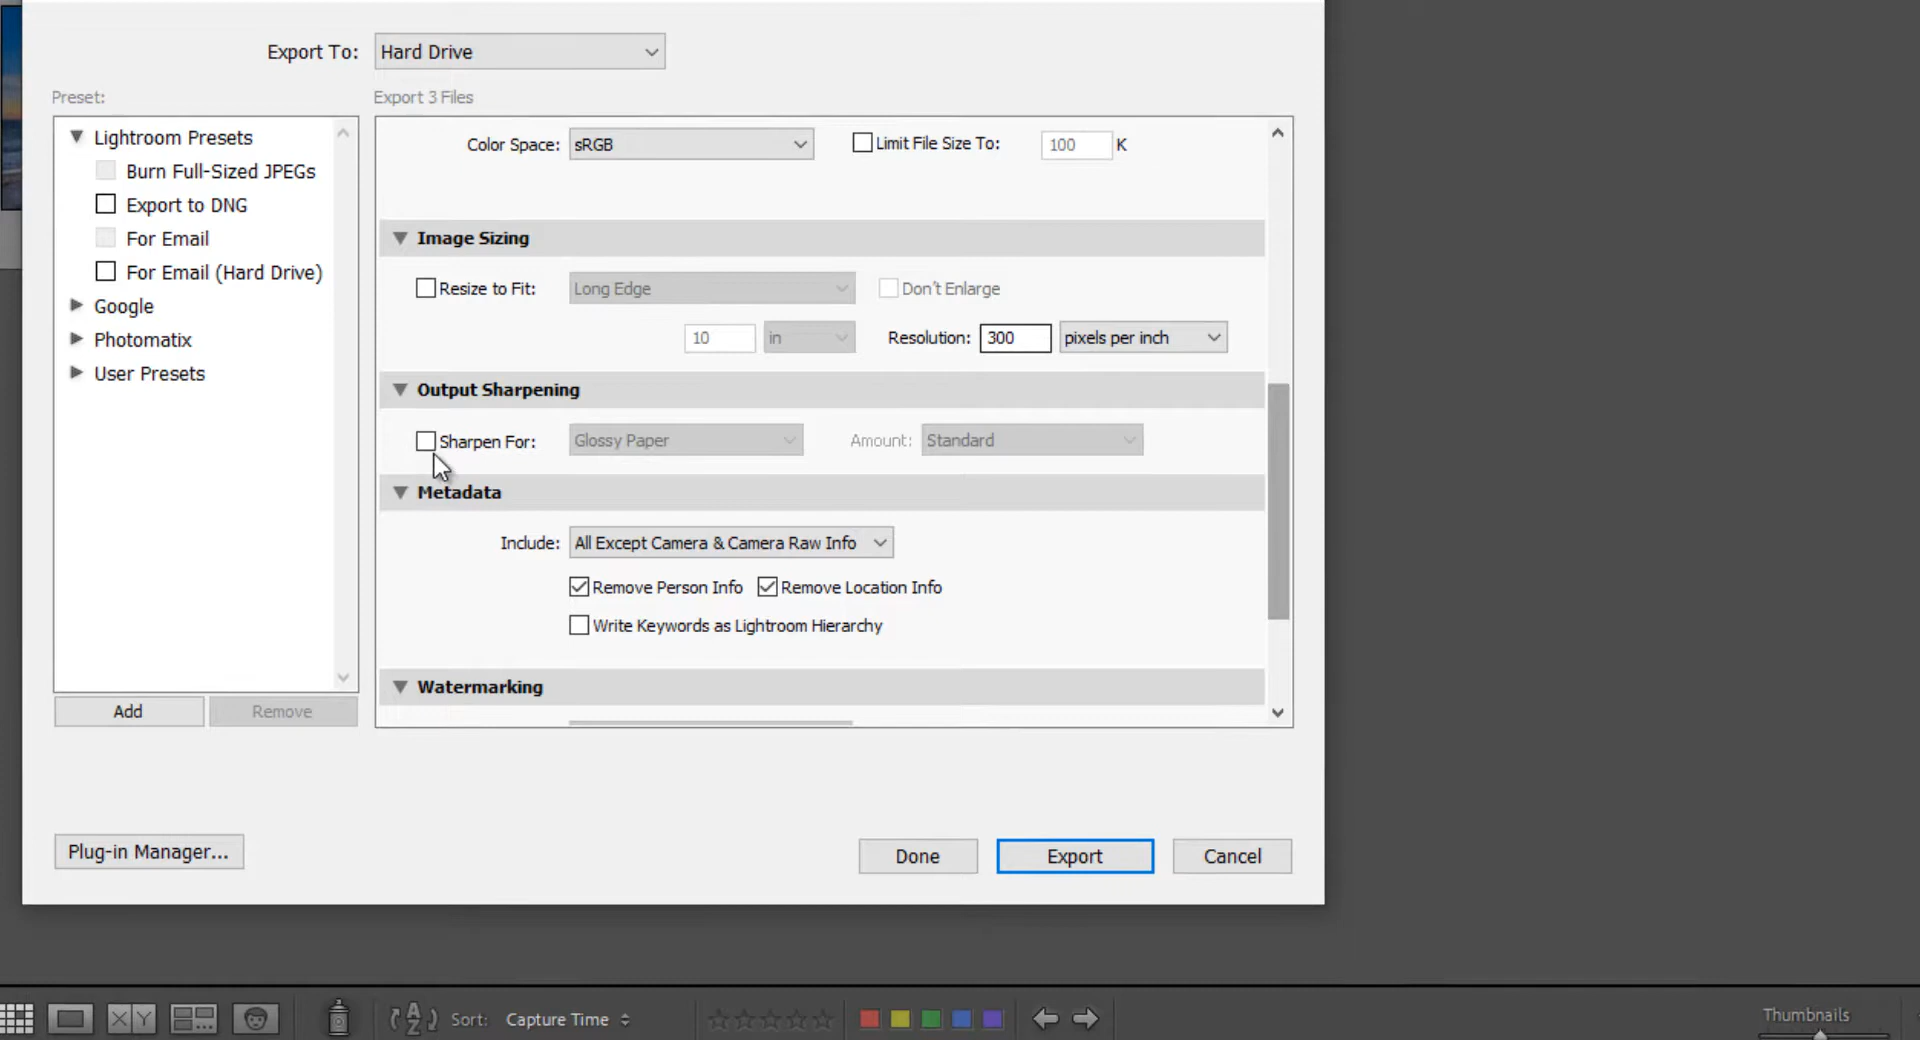 Export To: Hard Drive
Preset:
Export 3 Files
Lightroom Presets
Burn Full-Sized JPEGs
Export to DNG
For Email
For Email (Hard Drive)
Google
Photomatix
User Presets
Add
Remove
Color Space: sRGB
Limit File Size To: 100 K
Image Sizing
Resize to Fit: Long Edge
Don't Enlarge
10 in Resolution: 300 pixels per inch
Output Sharpening
Sharpen For: Glossy Paper Amount: Standard
Metadata
Include: All Except Camera & Camera Raw Info
Remove Person Info Remove Location Info
Write Keywords as Lightroom Hierarchy
Watermarking
Plug-in Manager...
Done
Export
Cancel
XY
AZ
Sort: Capture Time
Thumbnails